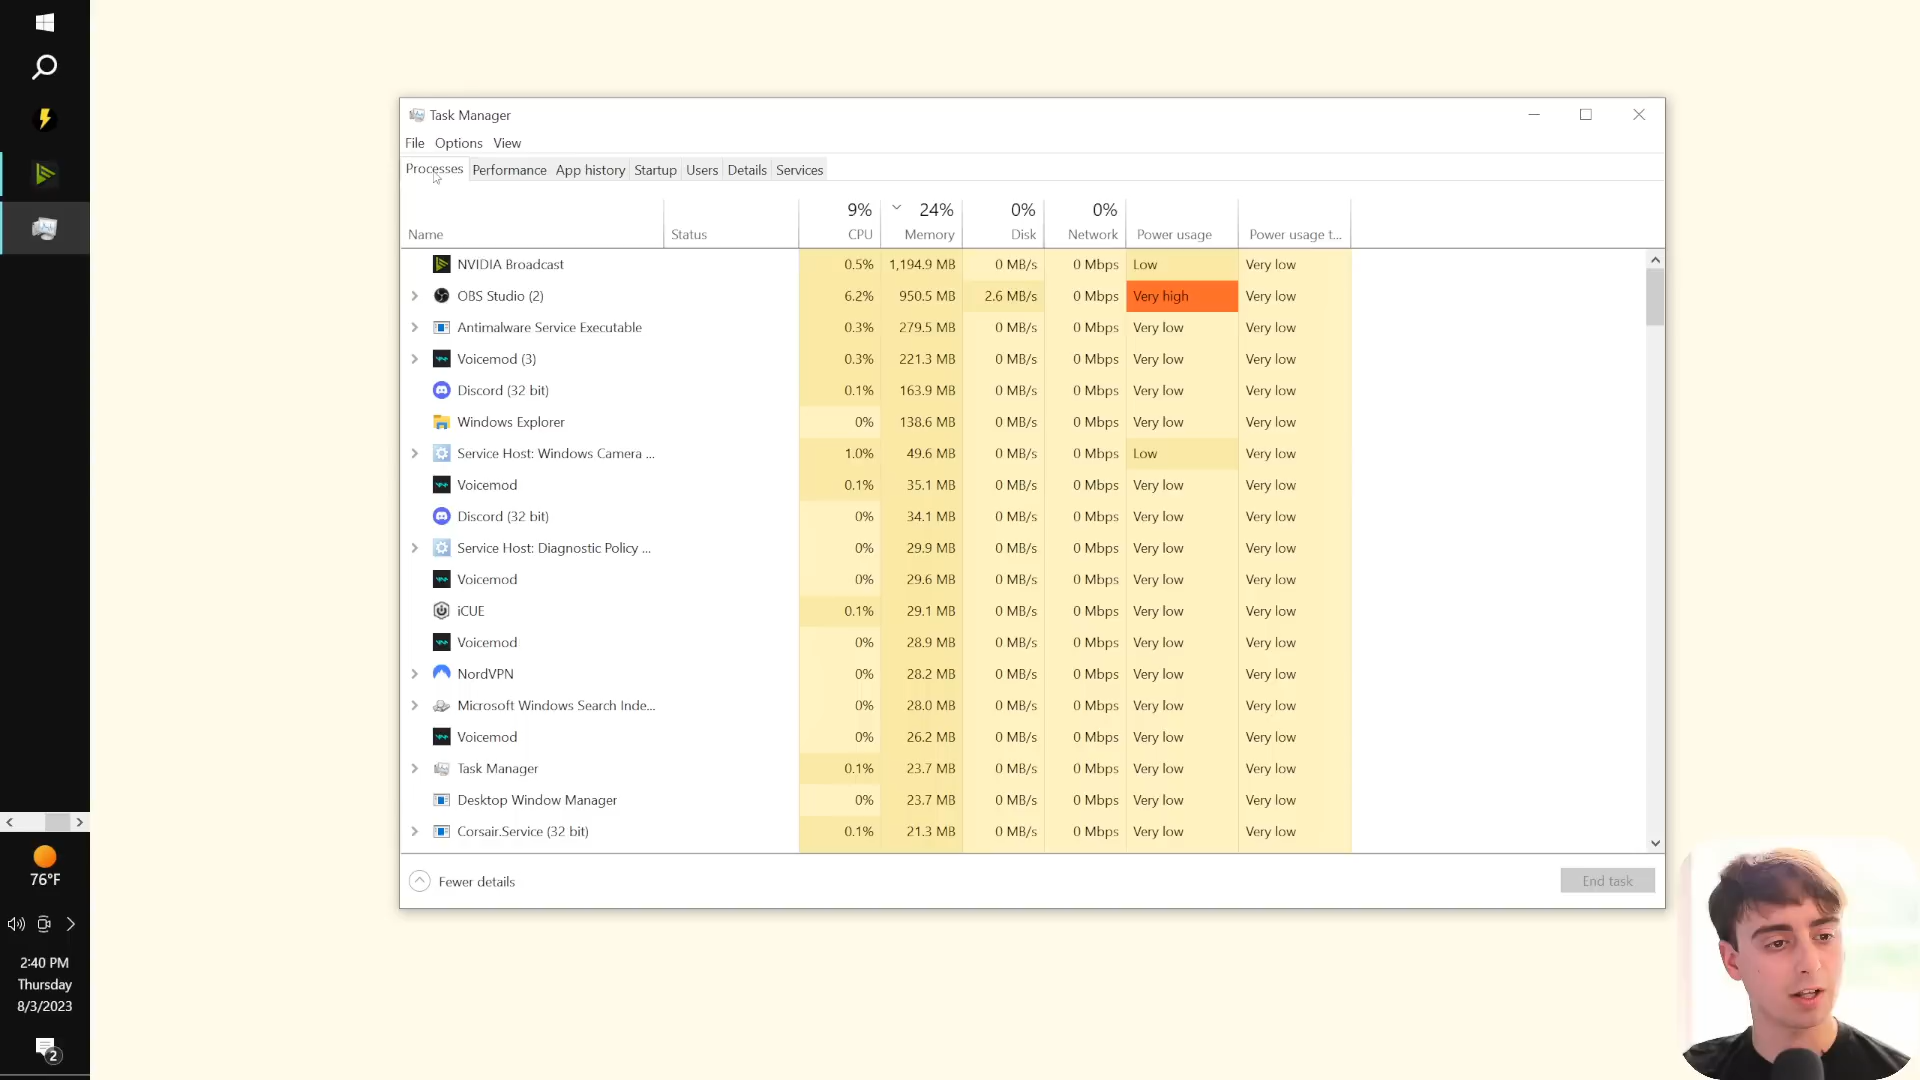 Task Manager
File Options View
Processes Performance App history Startup Users Details Services
9% 24% 0% 0%
Name Status CPU Memory Disk Network Power usage Power usage t...
NVIDIA Broadcast 0.5% 1,194.9 MB 0 MB/s 0 Mbps Low Very low
OBS Studio (2) 6.2% 950.5 MB 2.6 MB/s 0 Mbps Very high Very low
Antimalware Service Executable 0.3% 279.5 MB 0 MB/s 0 Mbps Very low Very low
Voicemod (3) 0.3% 221.3 MB 0 MB/s 0 Mbps Very low Very low
Discord (32 bit) 0.1% 163.9 MB 0 MB/s 0 Mbps Very low Very low
Windows Explorer 0% 138.6 MB 0 MB/s 0 Mbps Very low Very low
Service Host: Windows Camera ... 1.0% 49.6 MB 0 MB/s 0 Mbps Low Very low
Voicemod 0.1% 35.1 MB 0 MB/s 0 Mbps Very low Very low
Discord (32 bit) 0% 34.1 MB 0 MB/s 0 Mbps Very low Very low
Service Host: Diagnostic Policy ... 0% 29.9 MB 0 MB/s 0 Mbps Very low Very low
Voicemod 0% 29.6 MB 0 MB/s 0 Mbps Very low Very low
iCUE 0.1% 29.1 MB 0 MB/s 0 Mbps Very low Very low
Voicemod 0% 28.9 MB 0 MB/s 0 Mbps Very low Very low
NordVPN 0% 28.2 MB 0 MB/s 0 Mbps Very low Very low
Microsoft Windows Search Inde... 0% 28.0 MB 0 MB/s 0 Mbps Very low Very low
Voicemod 0% 26.2 MB 0 MB/s 0 Mbps Very low Very low
Task Manager 0.1% 23.7 MB 0 MB/s 0 Mbps Very low Very low
Desktop Window Manager 0% 23.7 MB 0 MB/s 0 Mbps Very low Very low
Corsair.Service (32 bit) 0.1% 21.3 MB 0 MB/s 0 Mbps Very low Very low
Fewer details End task
76°F
2:40 PM
Thursday
8/3/2023
2